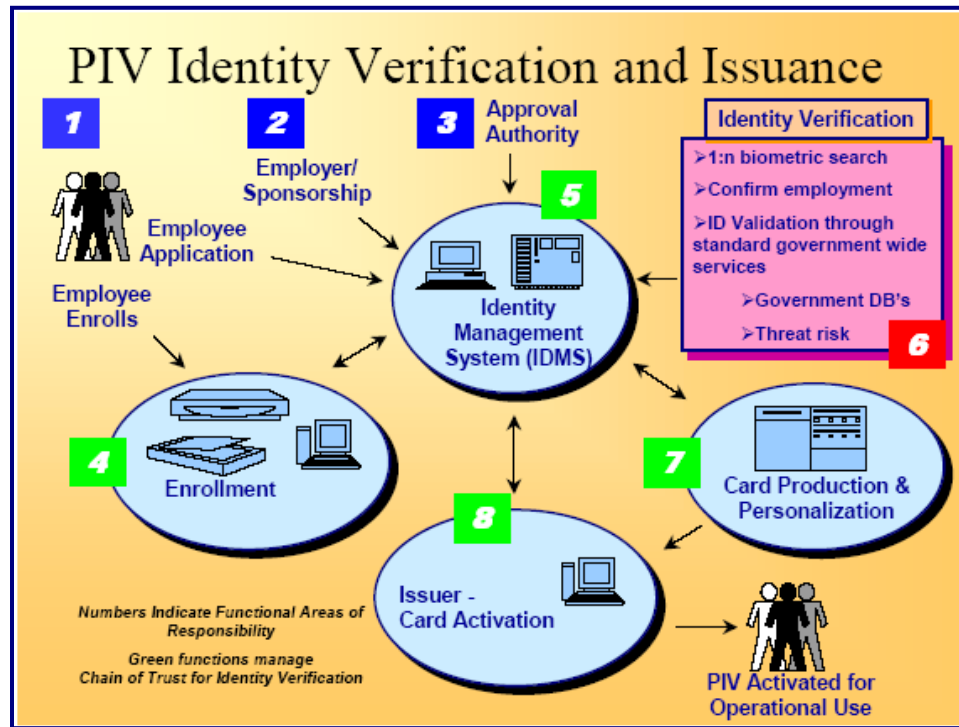 PIV Identity Verification and Issuance
1
2
3
Approval
Authority
Employer/
Sponsorship
Employee
Application
Employee
Enrolls
Identity Verification
➢1:n biometric search
➢Confirm employment
➢ID Validation through
standard government wide
services
➢Government DB's
➢Threat risk
6
5
Identity
Management
System (IDMS)
4
Enrollment
7
Card Production &
Personalization
8
Issuer -
Card Activation
Numbers Indicate Functional Areas of
Responsibility
Green functions manage
Chain of Trust for Identity Verification
PIV Activated for
Operational Use